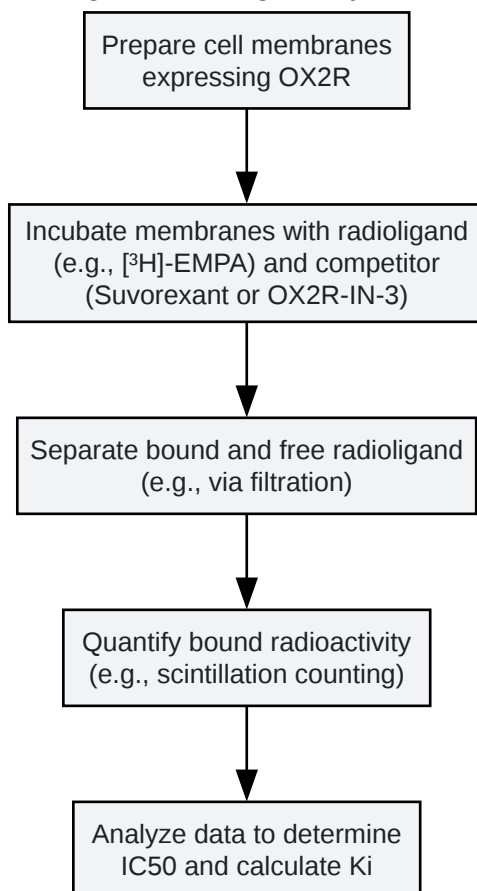 Prepare cell membranes
expressing OX2R
Incubate membranes with radioligand
(e.g., [³H]-EMPA) and competitor
(Suvorexant or OX2R-IN-3)
Separate bound and free radioligand
(e.g., via filtration)
Quantify bound radioactivity
(e.g., scintillation counting)
Analyze data to determine
IC50 and calculate Ki